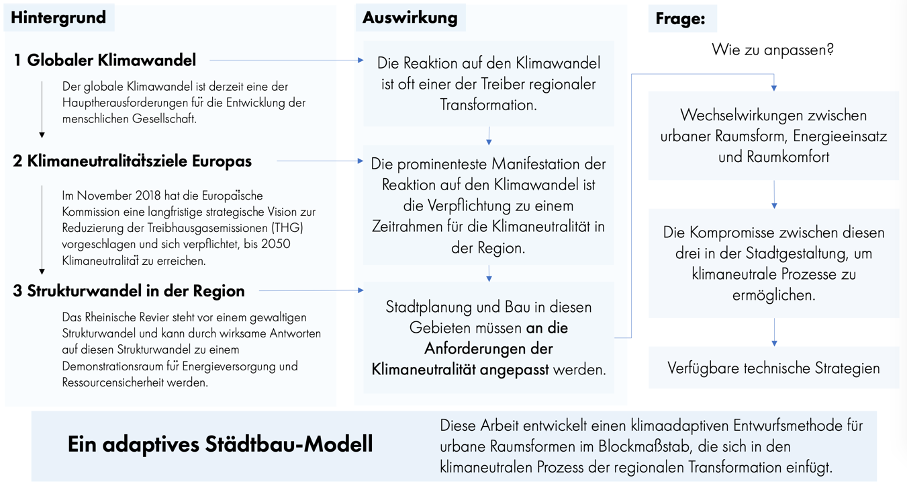 Hintergrund
1 Globaler Klimawandel
Der globale Klimawandel ist derzeit eine der
Hauptherausforderungen für die Entwicklung der
menschlichen Gesellschaft.
2 Klimaneutralitätsziele Europas
Im November 2018 hat die Europäische
Kommission eine langfristige strategische Vision zur
Reduzierung der Treibhausgasemissionen (THG)
vorgeschlagen und sich verpflichtet, bis 2050
Klimaneutralität zu erreichen.
3 Strukturwandel in der Region
Das Rheinische Revier steht vor einem gewaltigen
Strukturwandel und kann durch wirksame Antworten
auf diesen Strukturwandel zu einem
Demonstrationsraum für Energieversorgung und
Ressourcensicherheit werden.
Auswirkung
Die Reaktion auf den Klimawandel
ist oft einer der Treiber regionaler
Transformation.
Die prominenteste Manifestation der
Reaktion auf den Klimawandel ist
die Verpflichtung zu einem
Zeitrahmen für die Klimaneutralität in
der Region.
Stadtplanung und Bau in diesen
Gebieten müssen an die
Anforderungen der
Klimaneutralität angepasst werden.
Frage:
Wie zu anpassen?
Wechselwirkungen zwischen
urbaner Raumsform, Energieeinsatz
und Raumkomfort
Die Kompromisse zwischen diesen
drei in der Stadtgestaltung, um
klimaneutrale Prozesse zu
ermöglichen.
Verfügbare technische Strategien
Ein adaptives Städtbau-Modell
Diese Arbeit entwickelt einen klimaadaptiven Entwurfsmethode für
urbane Raumsformen im Blockmaßstab, die sich in den
klimaneutralen Prozess der regionalen Transformation einfügt.